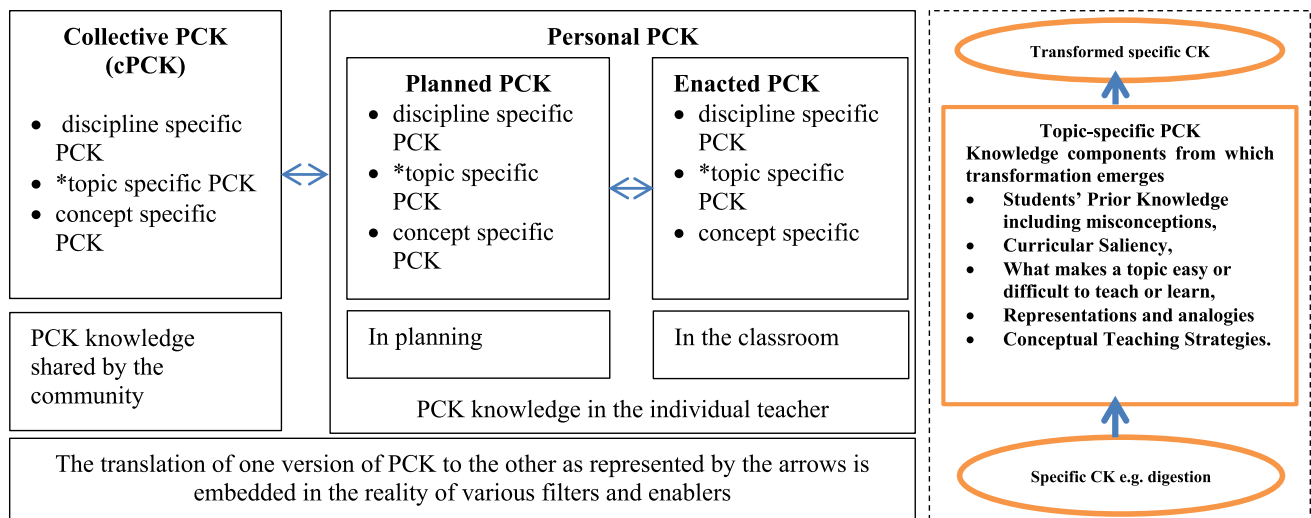 Collective PCK
(cPCK)
• discipline specific
PCK
• *topic specific PCK
• concept specific
PCK
PCK knowledge
shared by the
community
Personal PCK
Planned PCK
• discipline specific
PCK
• *topic specific
PCK
• concept specific
PCK
In planning
Enacted PCK
• discipline specific
PCK
• *topic specific
PCK
• concept specific
In the classroom
PCK knowledge in the individual teacher
The translation of one version of PCK to the other as represented by the arrows is
embedded in the reality of various filters and enablers
Transformed specific CK
Topic-specific PCK
Knowledge components from which
transformation emerges
• Students’ Prior Knowledge
including misconceptions,
• Curricular Saliency,
• What makes a topic easy or
difficult to teach or learn,
• Representations and analogies
• Conceptual Teaching Strategies.
Specific CK e.g. digestion